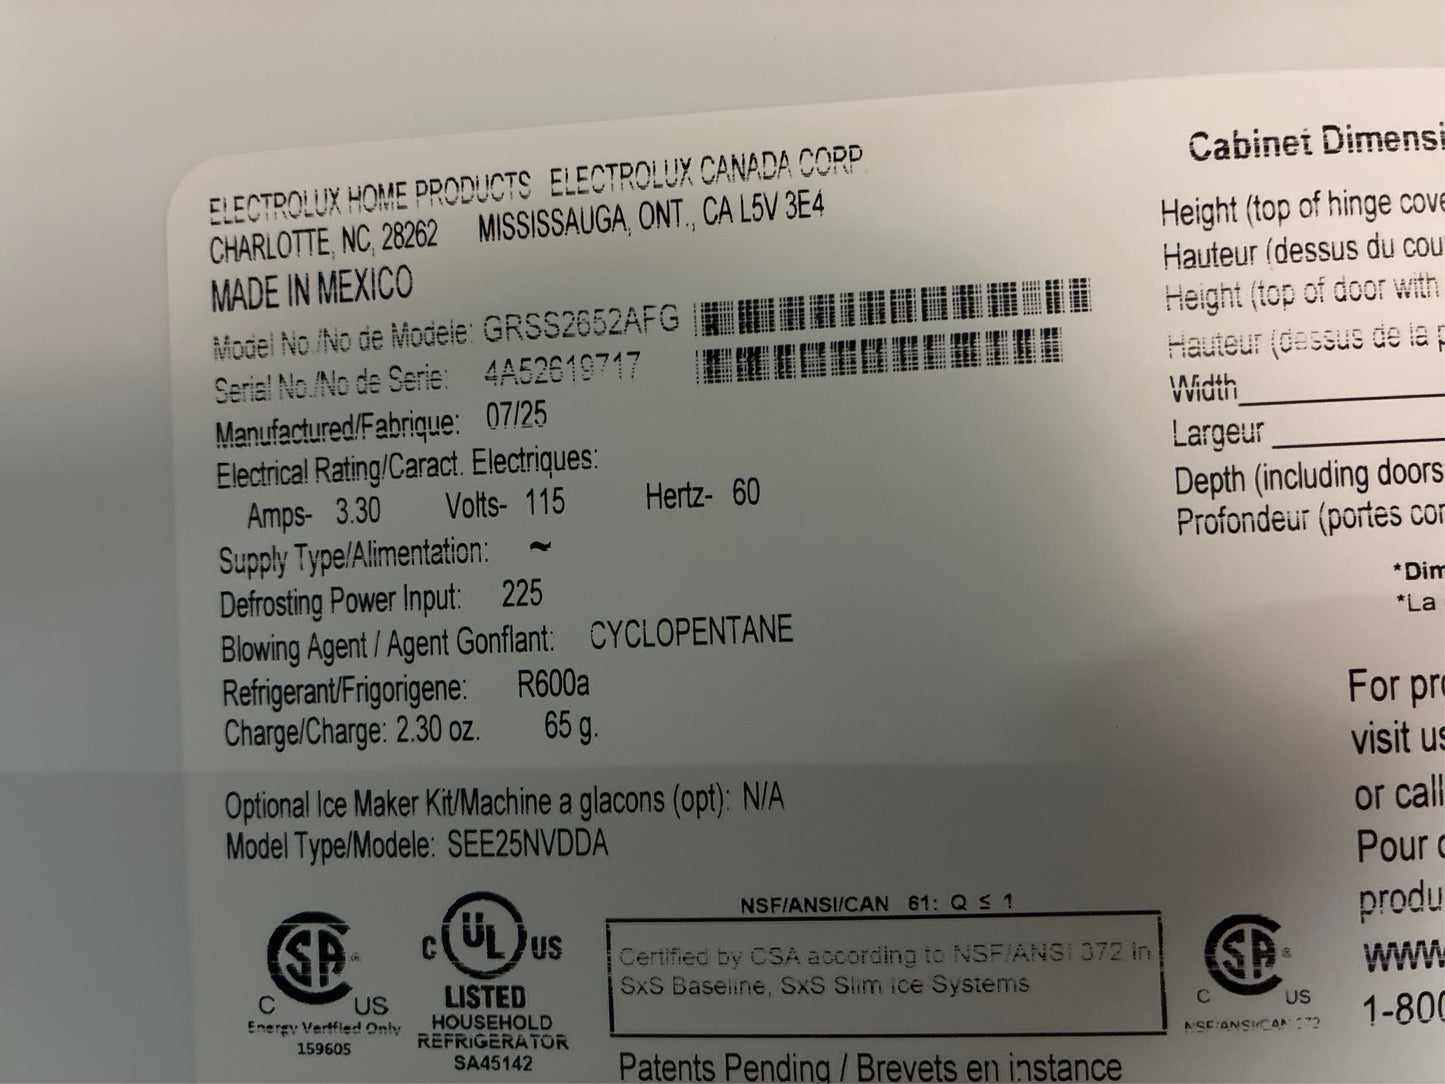 ELECTROLUX HOME PRODUCTS ELECTROLUX CANADA CORP.
CHARLOTTE, NC, 28262 MISSISSAUGA, ONT., CA L5V 3E4
MADE IN MEXICO
Model No./No de Modele: GRSS2652AFG
Serial No./No de Serie: 4A52619717
Manufactured/Fabrique: 07/25
Electrical Rating/Caract. Electriques:
Amps- 3.30 Volts- 115 Hertz- 60
Supply Type/Alimentation: ~
Defrosting Power Input: 225
Blowing Agent / Agent Gonflant: CYCLOPENTANE
Refrigerant/Frigorigene: R600a
Charge/Charge: 2.30 oz. 65 g.
Optional Ice Maker Kit/Machine a glacons (opt): N/A
Model Type/Modele: SEE25NVDDA
SA ®
C US
Energy Verified Only
159605
C UL US
LISTED
HOUSEHOLD
REFRIGERATOR
SA45142
NSF/ANSI/CAN 61: Q ≤ 1
Certified by CSA according to NSF/ANSI 372 in
SxS Baseline, SxS Slim Ice Systems
SA ®
C US
NSF/ANSI/CAN 372
Patents Pending / Brevets en instance
Cabinet Dimensi
Height (top of hinge cove
Hauteur (dessus du cou
Height (top of door with
Hauteur (dessus de la p
Width
Largeur
Depth (including doors
Profondeur (portes com
*Dim
*La
For pro
visit us
or call
Pour
produ
www
1-800